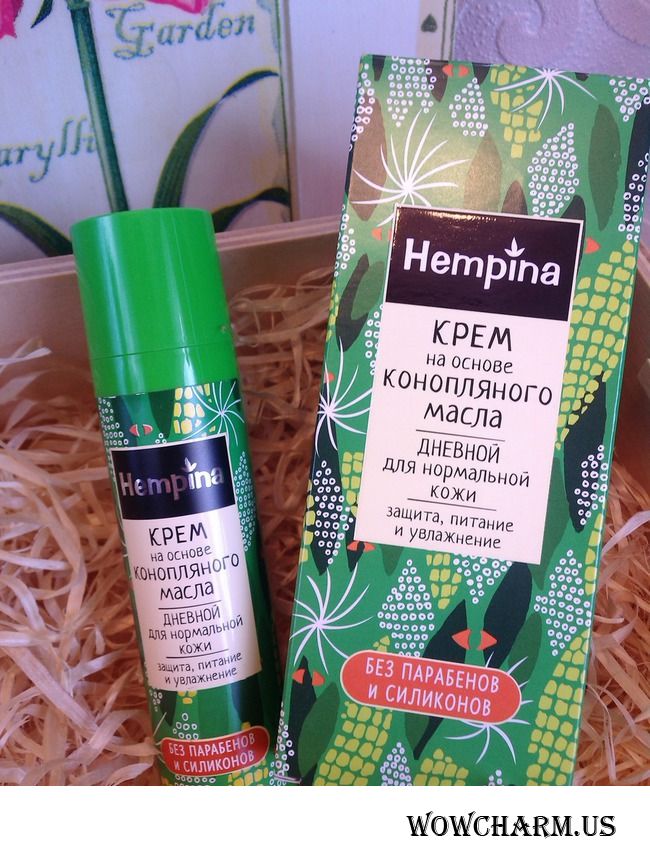 Garden
Hempina
КРЕМ
на основе
конопляного
масла
ДНЕВНОЙ
для нормальной
кожи
защита, питание
и увлажнение
БЕЗ ПАРАБЕНОВ
И СИЛИКОНОВ
Hempina
КРЕМ
на основе
конопляного
масла
ДНЕВНОЙ
для нормальной
кожи
защита, питание
и увлажнение
БЕЗ ПАРАБЕНОВ
И СИЛИКОНОВ
WOWCHARM.US